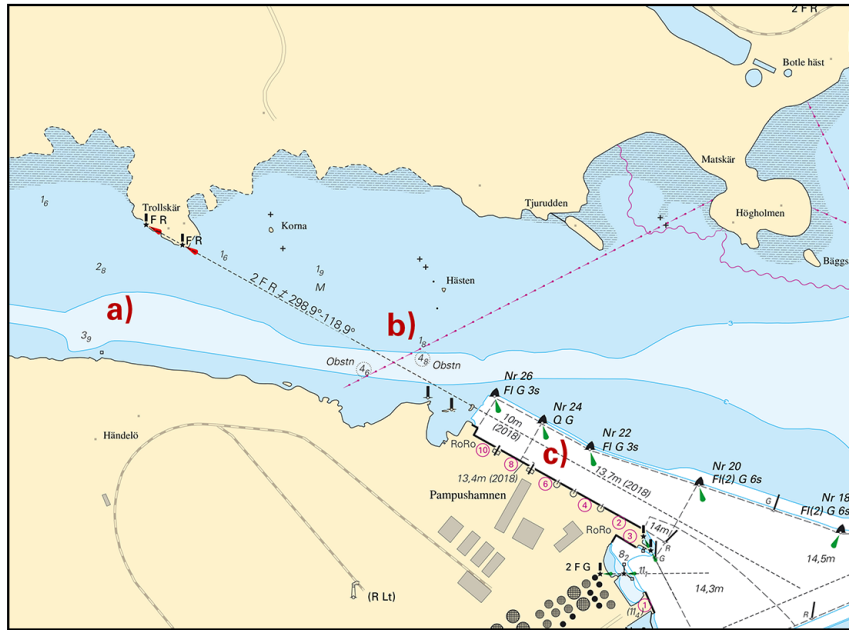 2 F R
Botle häst
Matskär
Trollskär
F R
F R
Tjurudden
Högholmen
Korna
Bäggs
1₆
1₆
1₉
2₈
M
Hästen
2 F R ± 298,9°-118,9°
a)
b)
3₉
1₈
Obstn
4₆
4₈
Obstn
Nr 26
Fl G 3s
10m
(2018)
Nr 24
Q G
Nr 22
Fl G 3s
c)
13,7m (2018)
Nr 20
Fl(2) G 6s
G
Nr 18
Fl(2) G 6s
Händelö
RoRo
10
8
6
4
2
3
13,4m (2018)
Pampushamnen
RoRo
14m
R
G
14,5m
8₂
11₁
2 F G
14,3m
(R Lt)
1
(11₄)
R